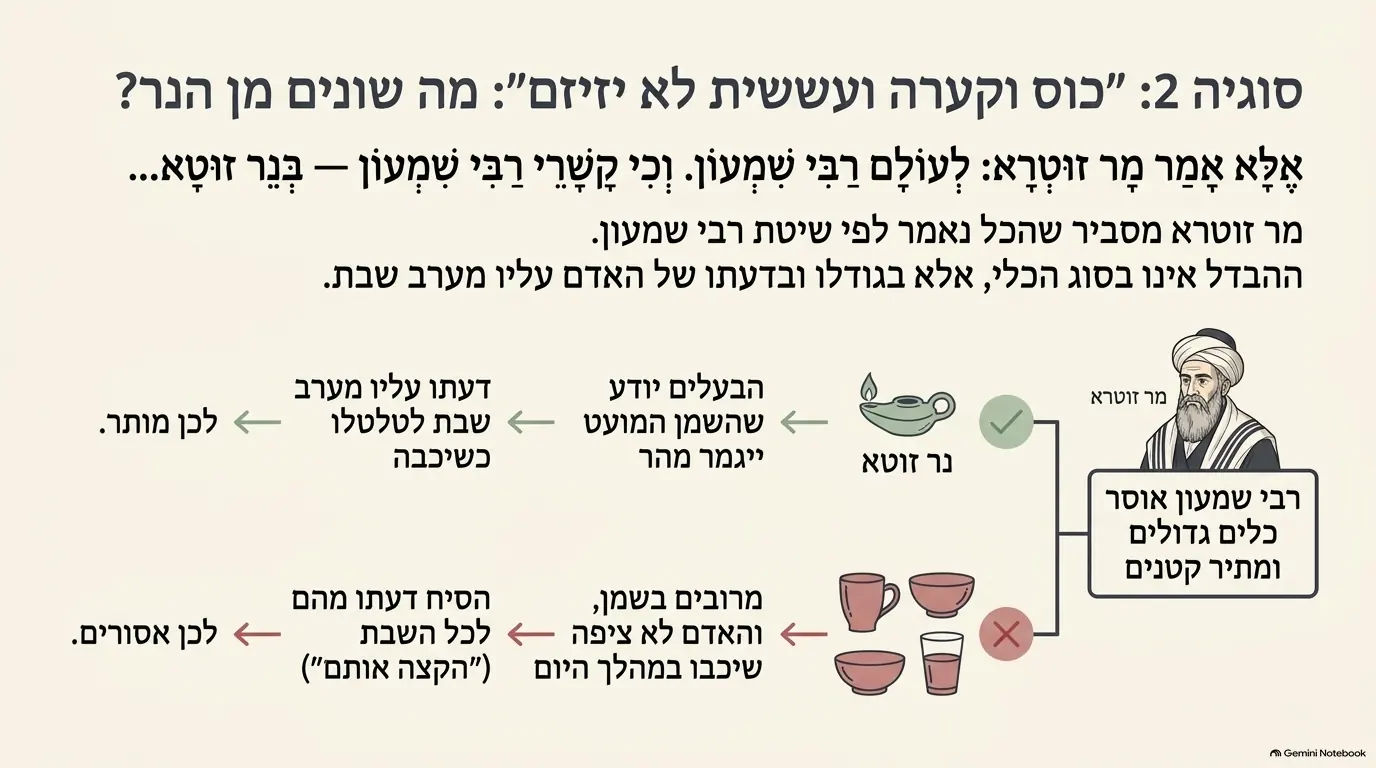 סוגיה 2: "כוס וקערה ועששית לא יזיזם": מה שונים מן הנר?
אֶלָּא אָמַר מָר זוּטְרָא: לְעוֹלָם רַבִּי שִׁמְעוֹן. וְכִי קָשָׁרֵי רַבִּי שִׁמְעוֹן — בְּנֵר זוּטָא...
מר זוטרא מסביר שהכל נאמר לפי שיטת רבי שמעון.
ההבדל אינו בסוג הכלי, אלא בגודלו ובדעתו של האדם עליו מערב שבת.
מר זוטרא
רבי שמעון אוסר
כלים גדולים
ומתיר קטנים
נר זוטא
הבעלים יודע
שהשמן המועט
ייגמר מהר
דעתו עליו מערב
שבת לטלטלו
כשיכבה
לכן מותר.
מרובים בשמן,
והאדם לא ציפה
שיכבו במהלך היום
הסיח דעתו מהם
לכל השבת
("הקצה אותם")
לכן אסורים.
Gemini Notebook